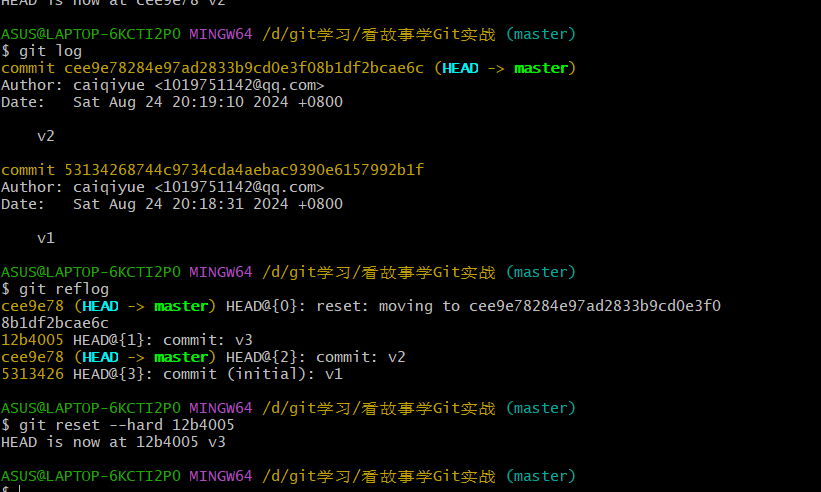 HEAD is now at cee9e78 v2
ASUS@LAPTOP-6KCTI2P0 MINGW64 /d/git学习/看故事学Git实战 (master)
$ git log
commit cee9e78284e97ad2833b9cd0e3f08b1df2bcae6c (HEAD -> master)
Author: caiqiyue <1019751142@qq.com>
Date:   Sat Aug 24 20:19:10 2024 +0800
    v2
commit 53134268744c9734cda4aebac9390e6157992b1f
Author: caiqiyue <1019751142@qq.com>
Date:   Sat Aug 24 20:18:31 2024 +0800
    v1
ASUS@LAPTOP-6KCTI2P0 MINGW64 /d/git学习/看故事学Git实战 (master)
$ git reflog
cee9e78 (HEAD -> master) HEAD@{0}: reset: moving to cee9e78284e97ad2833b9cd0e3f0
8b1df2bcae6c
12b4005 HEAD@{1}: commit: v3
cee9e78 (HEAD -> master) HEAD@{2}: commit: v2
5313426 HEAD@{3}: commit (initial): v1
ASUS@LAPTOP-6KCTI2P0 MINGW64 /d/git学习/看故事学Git实战 (master)
$ git reset --hard 12b4005
HEAD is now at 12b4005 v3
ASUS@LAPTOP-6KCTI2P0 MINGW64 /d/git学习/看故事学Git实战 (master)
$